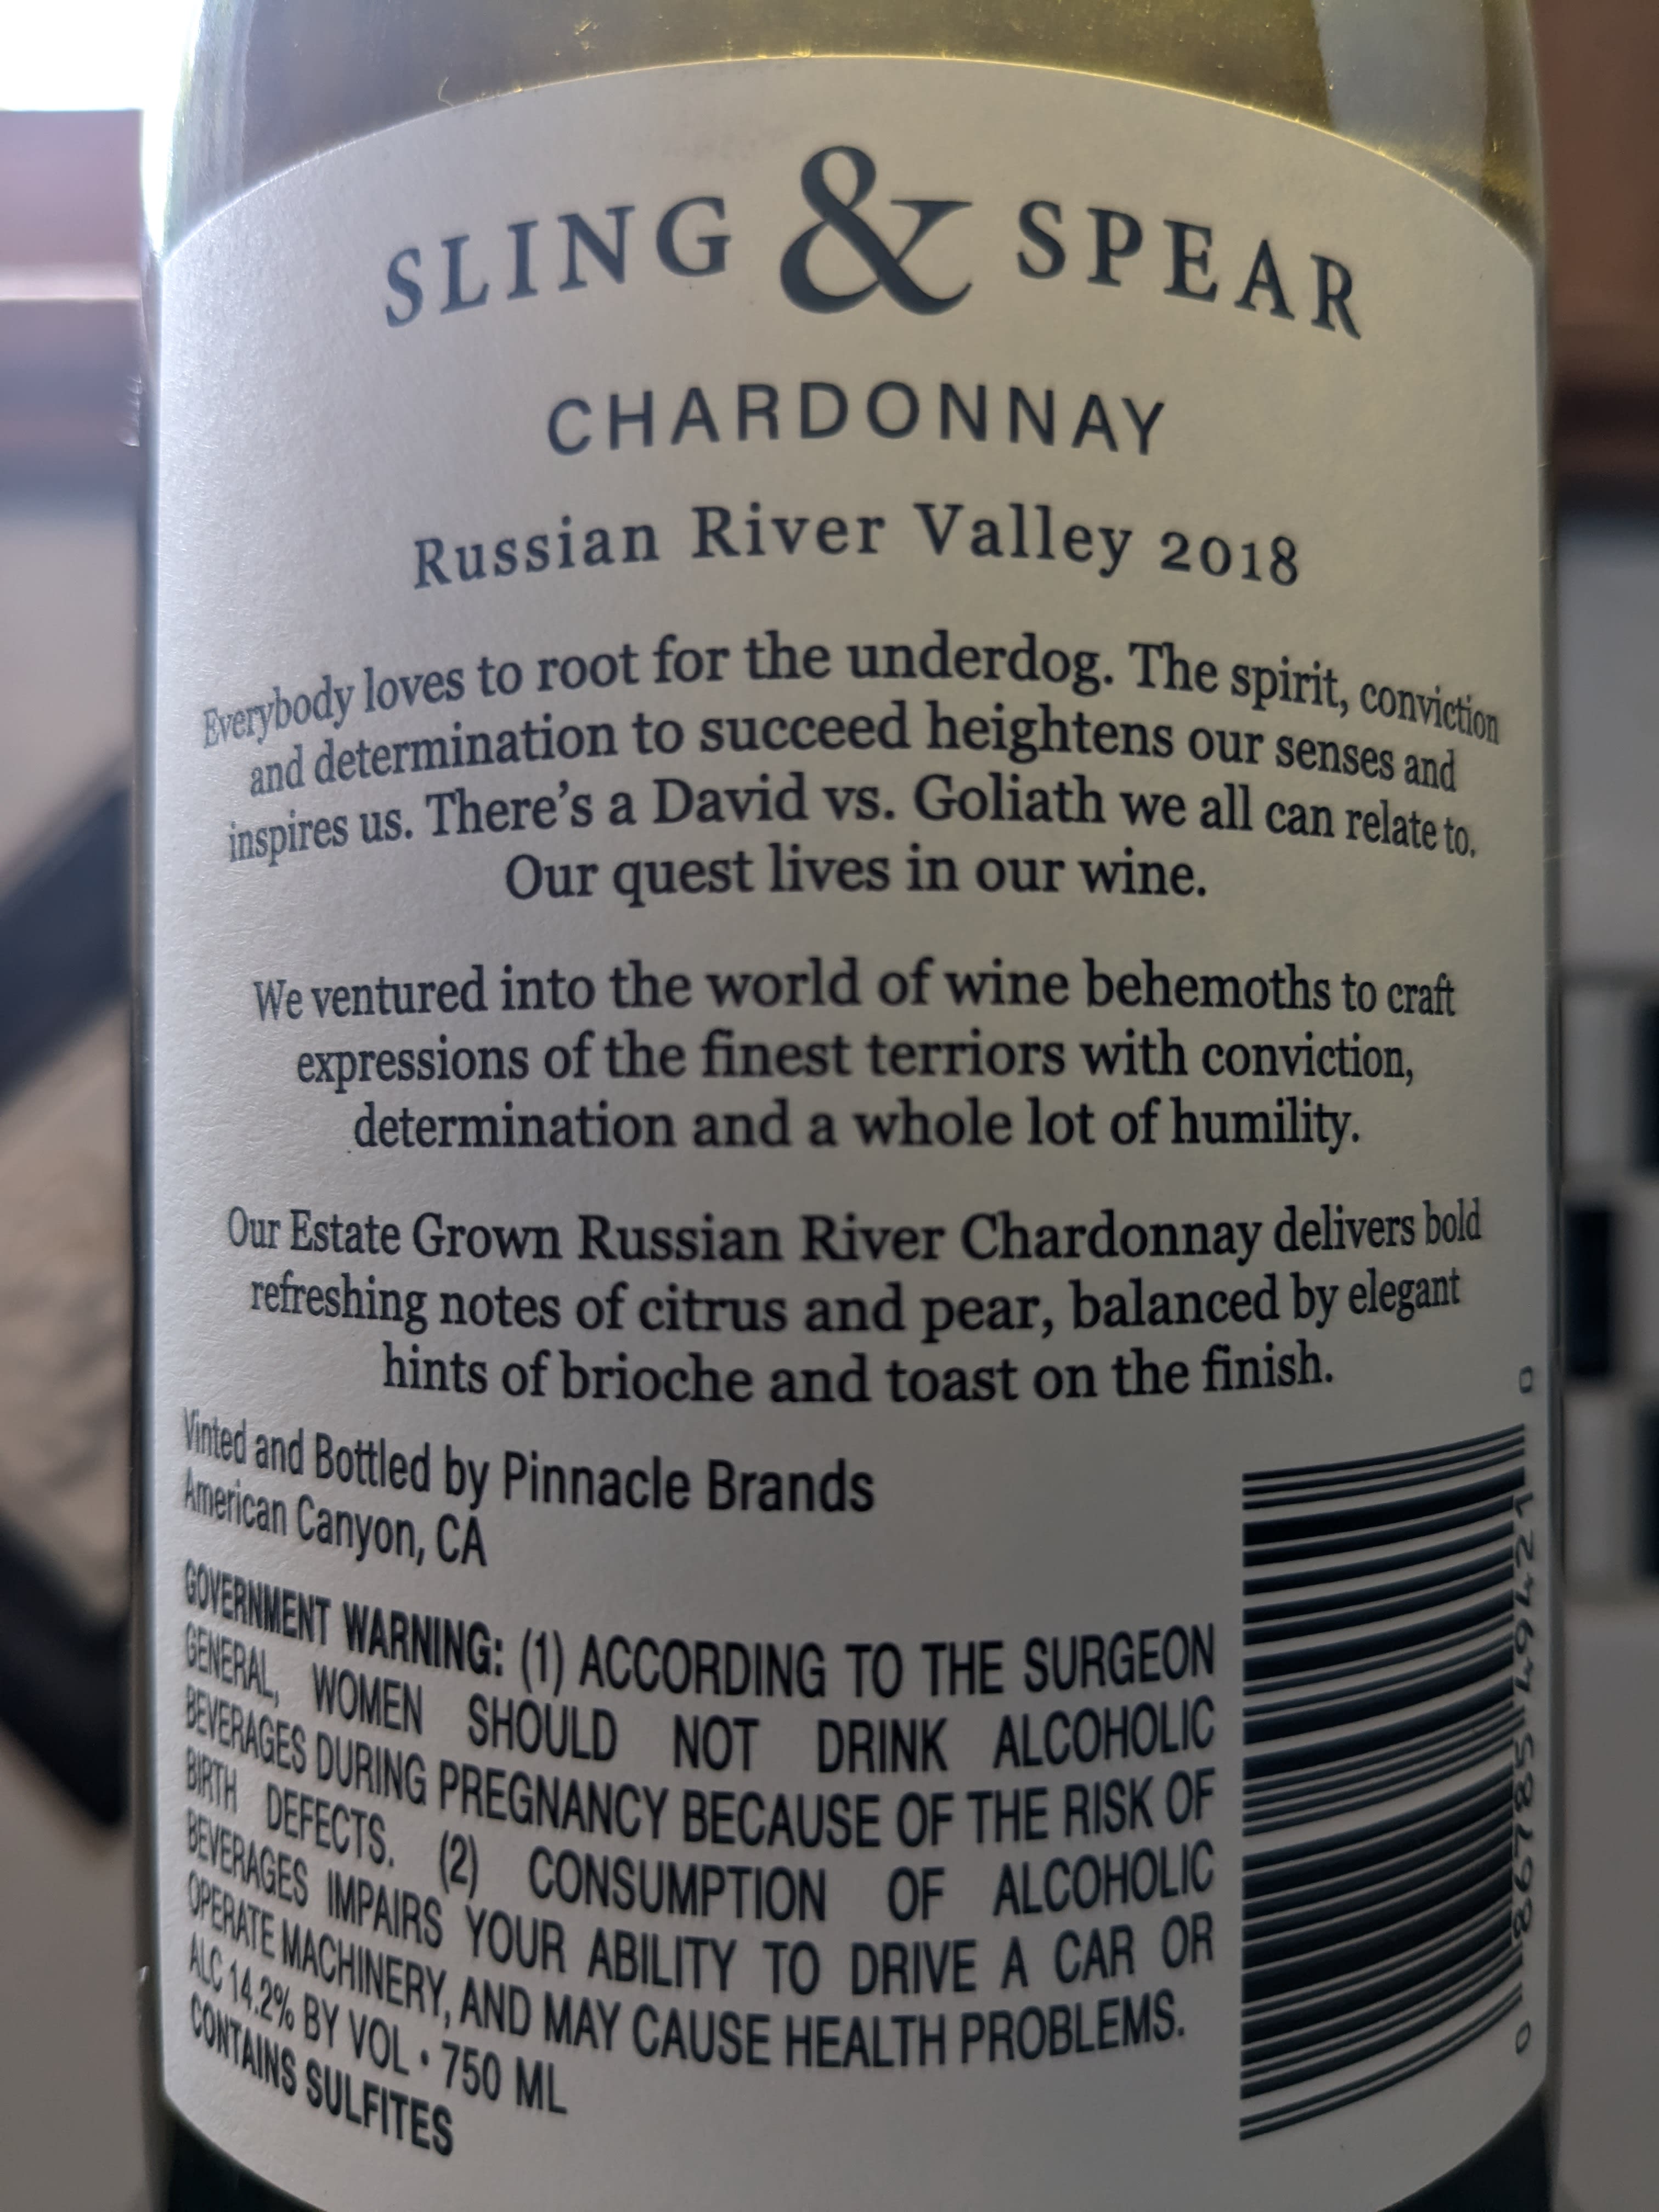 SLING & SPEAR
CHARDONNAY
Russian River Valley 2018
Everybody loves to root for the underdog. The spirit, conviction
and determination to succeed heightens our senses and
inspires us. There's a David vs. Goliath we all can relate to.
Our quest lives in our wine.
We ventured into the world of wine behemoths to craft
expressions of the finest terriors with conviction,
determination and a whole lot of humility.
Our Estate Grown Russian River Chardonnay delivers bold
refreshing notes of citrus and pear, balanced by elegant
hints of brioche and toast on the finish.
Vinted and Bottled by Pinnacle Brands
American Canyon, CA
GOVERNMENT WARNING: (1) ACCORDING TO THE SURGEON
GENERAL, WOMEN SHOULD NOT DRINK ALCOHOLIC
BEVERAGES DURING PREGNANCY BECAUSE OF THE RISK OF
BIRTH DEFECTS. (2) CONSUMPTION OF ALCOHOLIC
BEVERAGES IMPAIRS YOUR ABILITY TO DRIVE A CAR OR
OPERATE MACHINERY, AND MAY CAUSE HEALTH PROBLEMS.
ALC 14.2% BY VOL • 750 ML
CONTAINS SULFITES
0 86785 49421 0